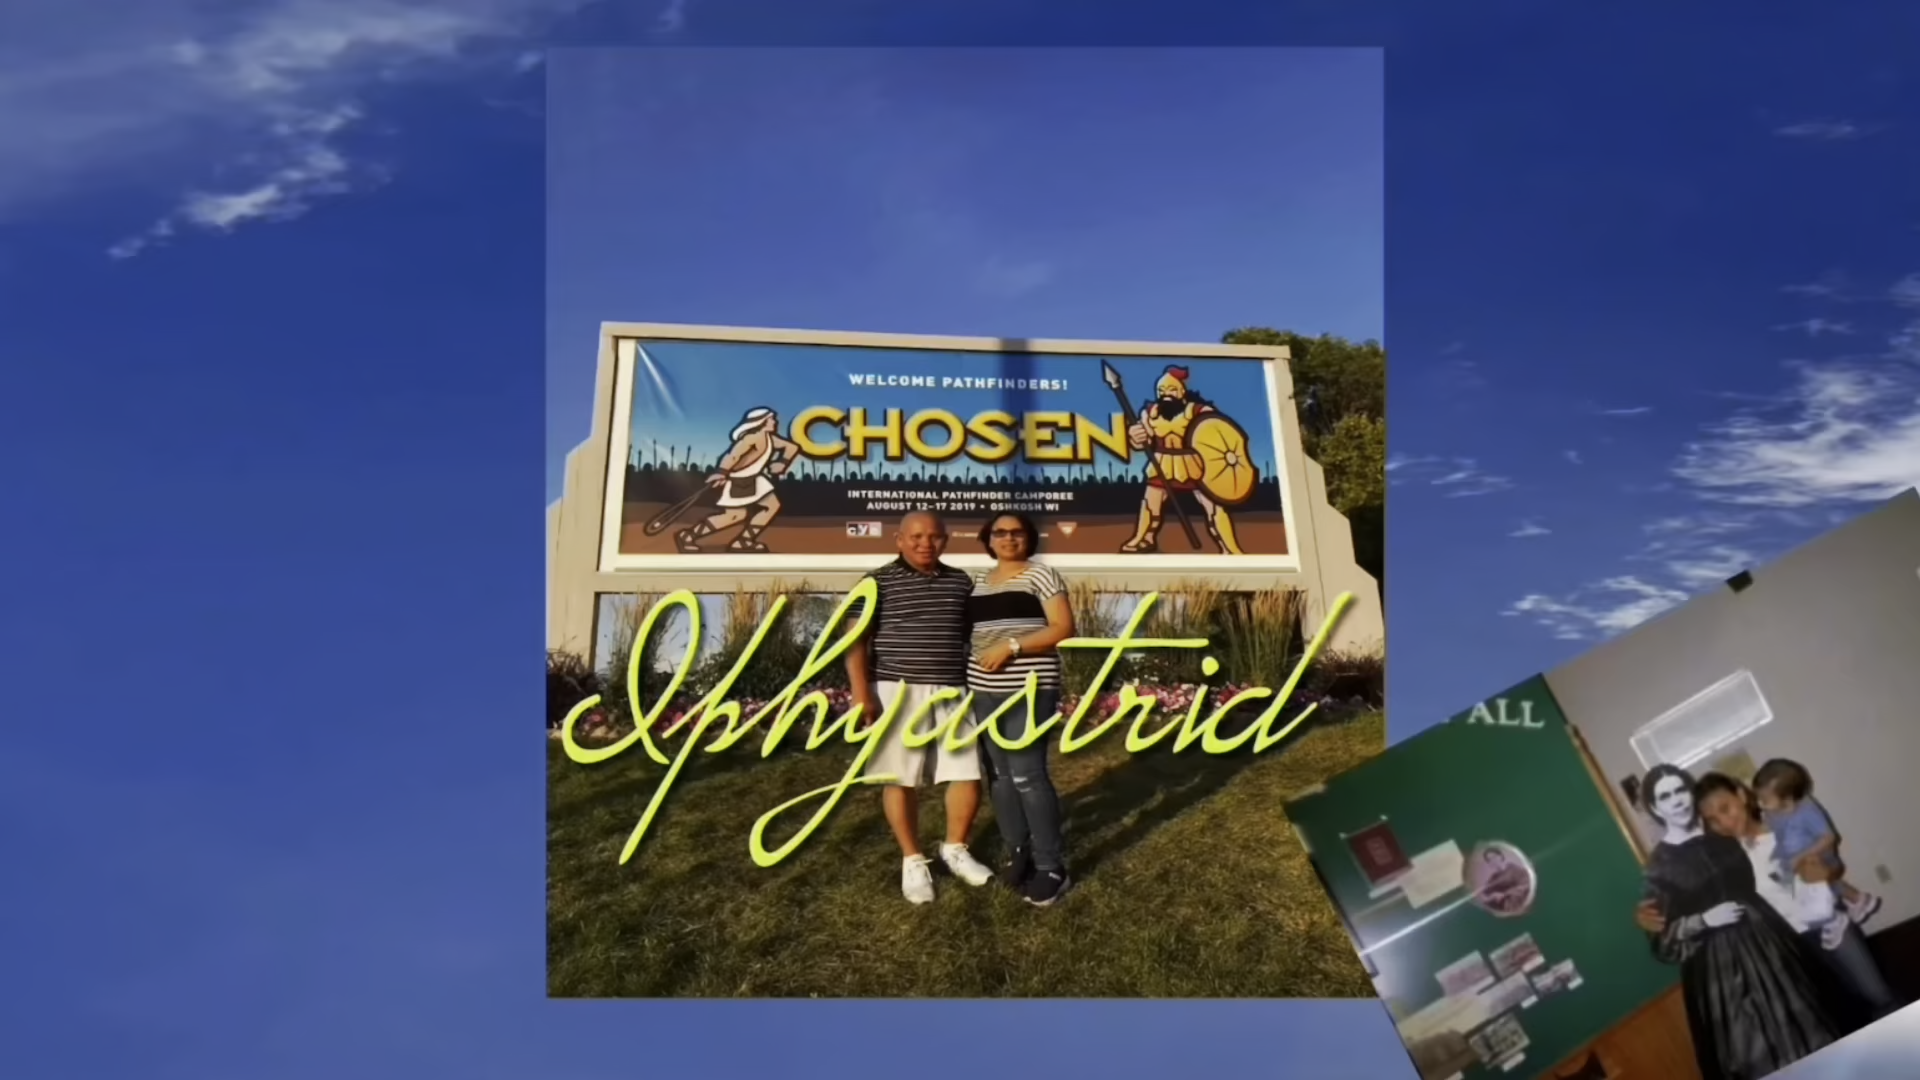 WELCOME PATHFINDERS!
CHOSEN
INTERNATIONAL PATHFINDER CAMPOREE
AUGUST 12-17 2019 • OSHKOSH WI
Iphyastrid
ALL